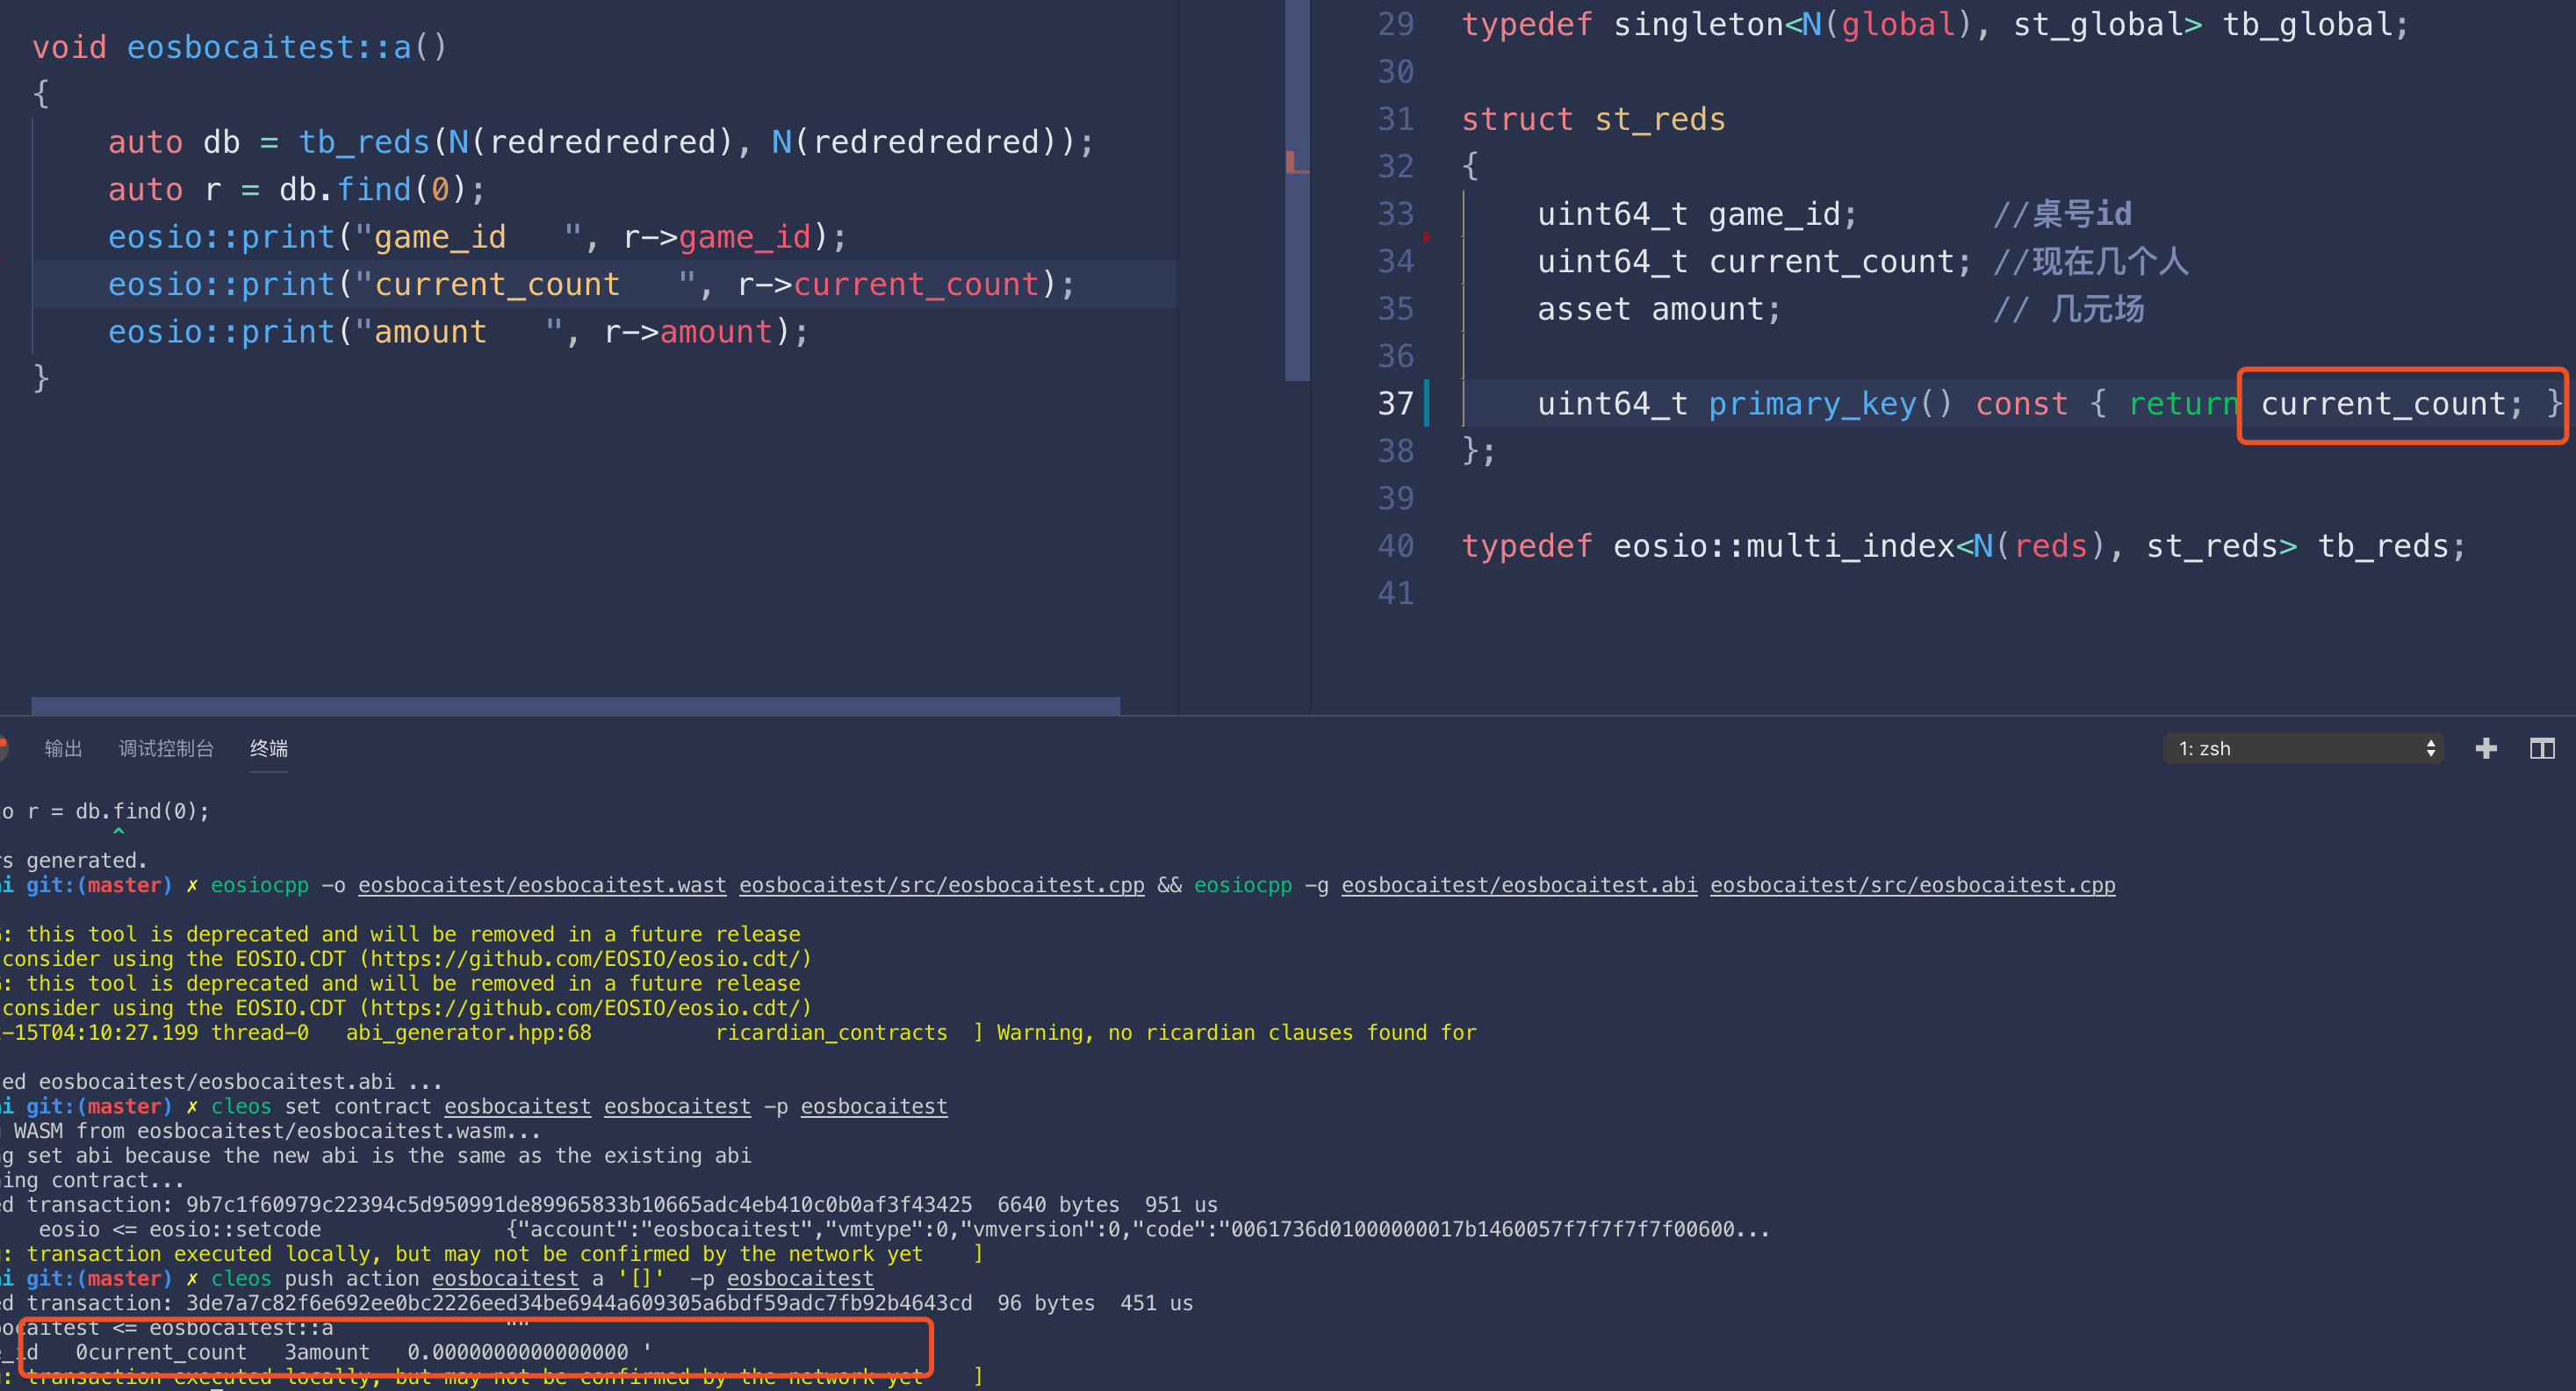 void eosbocaitest::a()
{
auto db = tb_reds(N(redredredred), N(redredredred));
auto r = db.find(0);
eosio::print("game_id   ", r->game_id);
eosio::print("current_count   ", r->current_count);
eosio::print("amount   ", r->amount);
}
29 typedef singleton<N(global), st_global> tb_global;
30
31 struct st_reds
32 {
33 uint64_t game_id;       //桌号id
34 uint64_t current_count; //现在几个人
35 asset amount;           // 几元场
36
37 uint64_t primary_key() const { return current_count; }
38 };
39
40 typedef eosio::multi_index<N(reds), st_reds> tb_reds;
41
输出 调试控制台 终端 1: zsh
o r = db.find(0);
^
rs generated.
ai git:(master) ✗ eosiocpp -o eosbocaitest/eosbocaitest.wast eosbocaitest/src/eosbocaitest.cpp && eosiocpp -g eosbocaitest/eosbocaitest.abi eosbocaitest/src/eosbocaitest.cpp
G: this tool is deprecated and will be removed in a future release
consider using the EOSIO.CDT (https://github.com/EOSIO/eosio.cdt/)
G: this tool is deprecated and will be removed in a future release
consider using the EOSIO.CDT (https://github.com/EOSIO/eosio.cdt/)
-15T04:10:27.199 thread-0   abi_generator.hpp:68          ricardian_contracts  ] Warning, no ricardian clauses found for
ed eosbocaitest/eosbocaitest.abi ...
ai git:(master) ✗ cleos set contract eosbocaitest eosbocaitest -p eosbocaitest
WASM from eosbocaitest/eosbocaitest.wasm...
ng set abi because the new abi is the same as the existing abi
hing contract...
ed transaction: 9b7c1f60979c22394c5d950991de89965833b10665adc4eb410c0b0af3f43425  6640 bytes  951 us
eosio <= eosio::setcode               {"account":"eosbocaitest","vmtype":0,"vmversion":0,"code":"0061736d01000000017b1460057f7f7f7f7f00600...
: transaction executed locally, but may not be confirmed by the network yet    ]
ai git:(master) ✗ cleos push action eosbocaitest a '[]'  -p eosbocaitest
ed transaction: 3de7a7c82f6e692ee0bc2226eed34be6944a609305a6bdf59adc7fb92b4643cd  96 bytes  451 us
ocaitest <= eosbocaitest::a              ""
_id   0current_count   3amount   0.0000000000000000 '
: transaction executed locally, but may not be confirmed by the network yet    ]